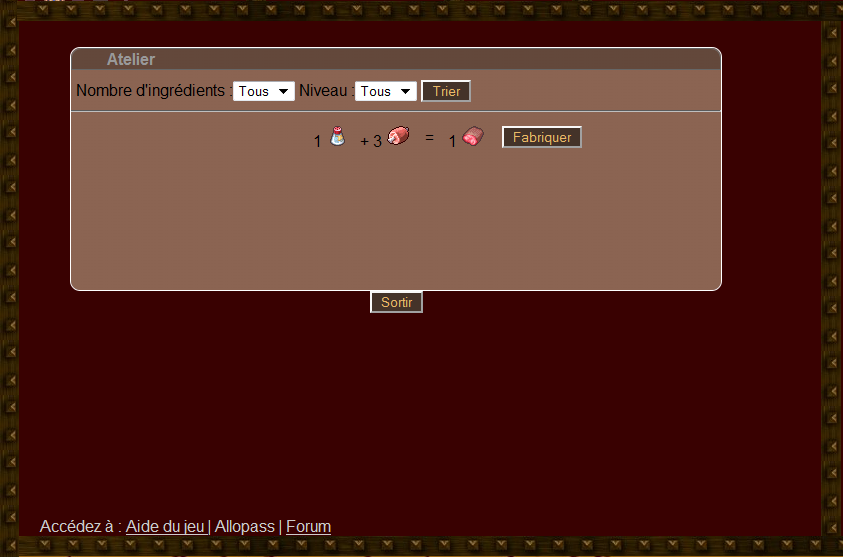 Atelier
Nombre d'ingrédients : Tous Niveau : Tous Trier
1 + 3 = 1 Fabriquer
Sortir
Accédez à : Aide du jeu | Allopass | Forum